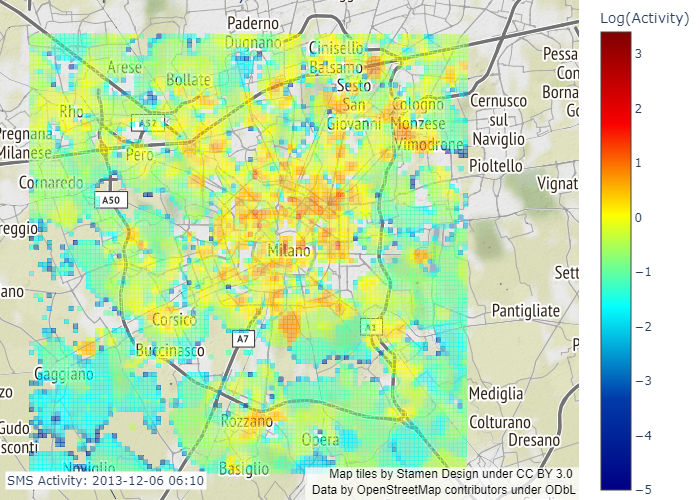 Log(Activity)
Paderno
Dugnano
Cinisello
Balsamo
Arese
Bollate
Sesto
San
Giovanni
Cologno
Monzese
Vimodrone
Cernusco
sul
Naviglio
Pioltello
Pessa
Con
Borna
Go
Rho
A52
Pregnana
Milanese
Pero
Cornaredo
A50
Vignat
reggio
Milano
Sett
ano
Pantigliate
Corsico
A7
A1
Buccinasco
P
Gaggiano
zo
Mediglia
Gudo
sconti
Rozzano
Colturano
Dresano
Opera
Noviglio
Basiglio
SMS Activity: 2013-12-06 06:10
Map tiles by Stamen Design under CC BY 3.0
Data by OpenStreetMap contributors under ODbL
3
2
1
0
−1
−2
−3
−4
−5